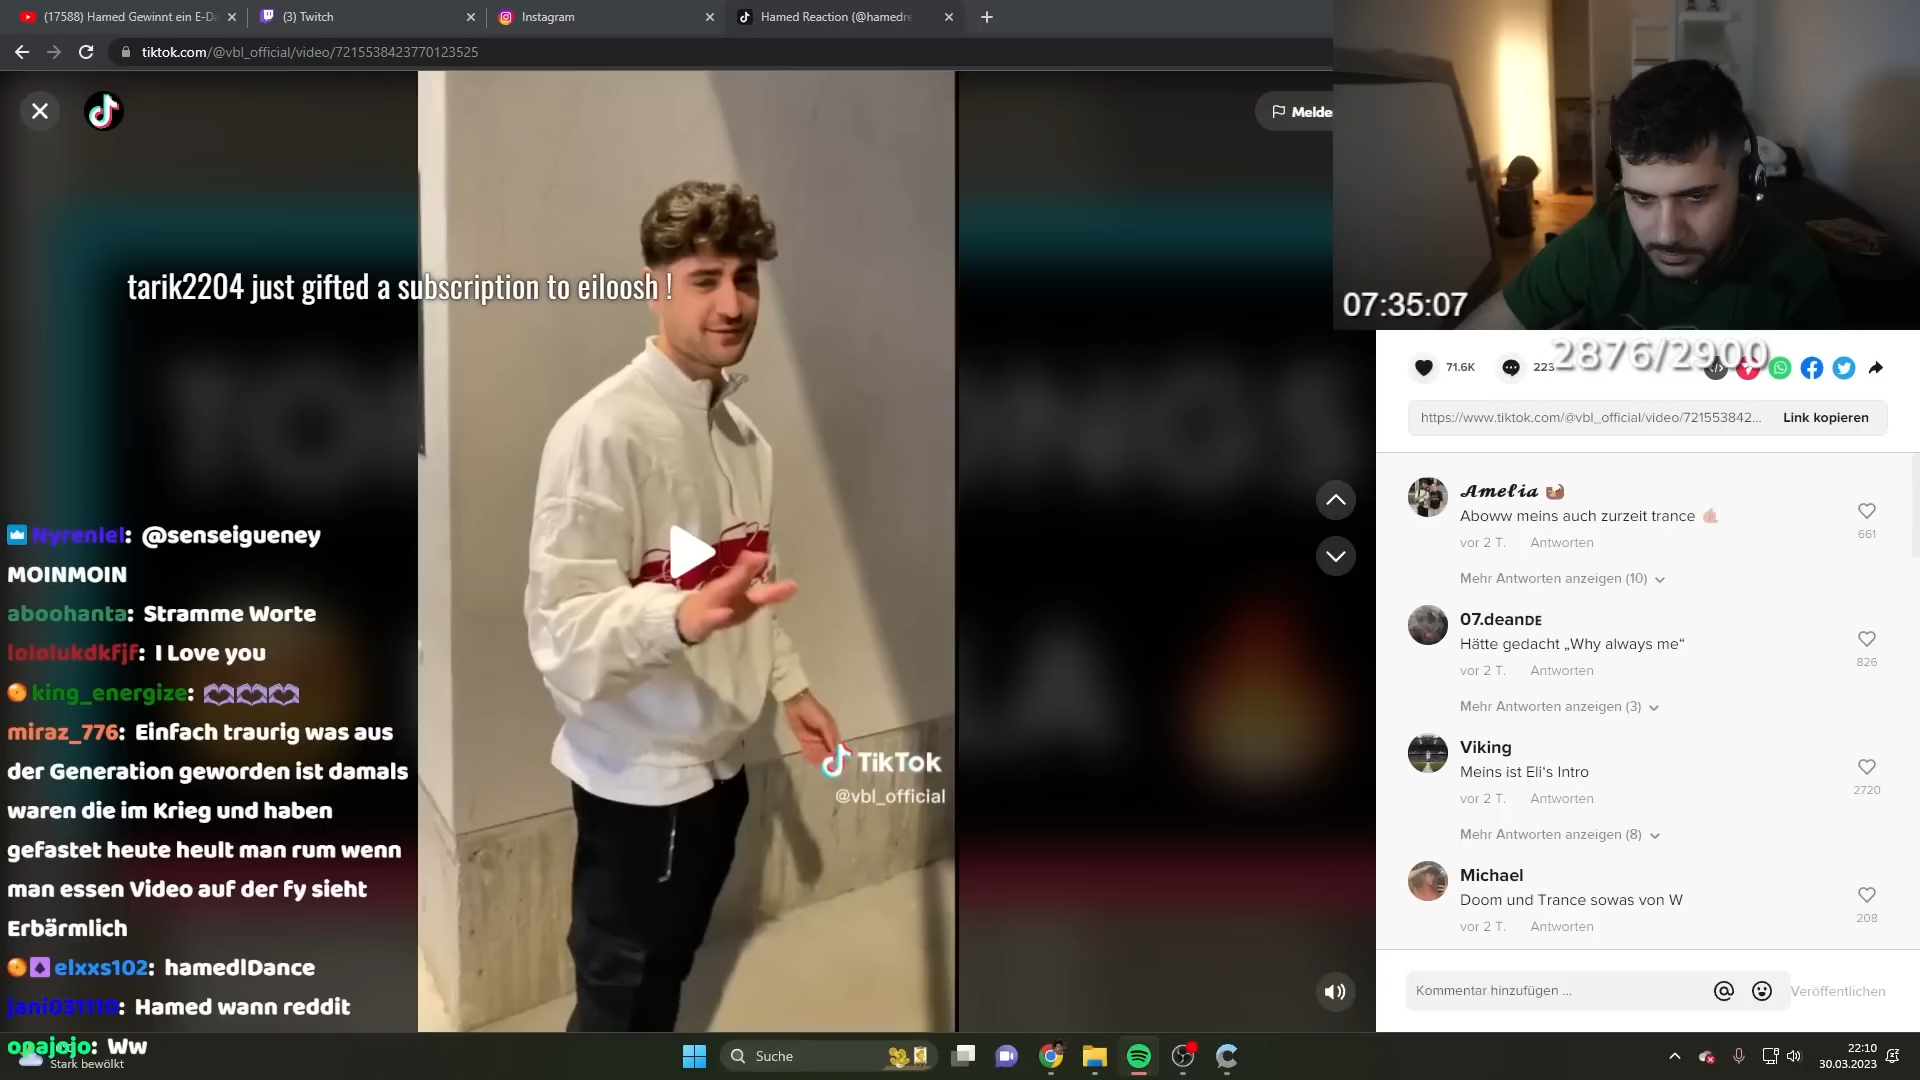 (17588) Hamed Gewinnt ein E-Da
(3) Twitch
Instagram
Hamed Reaction (@hamedre
tiktok.com/@vbl_official/video/7215538423770123525
Melde
tarik2204 just gifted a subscription to eiloosh !
07:35:07
2876/2900
71.6K
223
https://www.tiktok.com/@vbl_official/video/721553842...
Link kopieren
𝓐𝓶𝓮𝓵𝓲𝓪 🦦
Aboww meins auch zurzeit trance 🤙🏻
vor 2 T. Antworten
661
Mehr Antworten anzeigen (10)
07.deanᴅᴇ
Hätte gedacht „Why always me“
vor 2 T. Antworten
826
Mehr Antworten anzeigen (3)
Viking
Meins ist Eli's Intro
vor 2 T. Antworten
2720
Mehr Antworten anzeigen (8)
Michael
Doom und Trance sowas von W
vor 2 T. Antworten
208
Kommentar hinzufügen ...
Veröffentlichen
Nyreniel: @senseigueney
MOINMOIN
aboohanta: Stramme Worte
lololukdkfjf: I Love you
king_energize:
miraz_776: Einfach traurig was aus
der Generation geworden ist damals
waren die im Krieg und haben
gefastet heute heult man rum wenn
man essen Video auf der fy sieht
Erbärmlich
elxxs102: hamedlDance
jani031110: Hamed wann reddit
opajojo: Ww
TikTok
@vbl_official
Stark bewölkt
Suche
22:10
30.03.2023